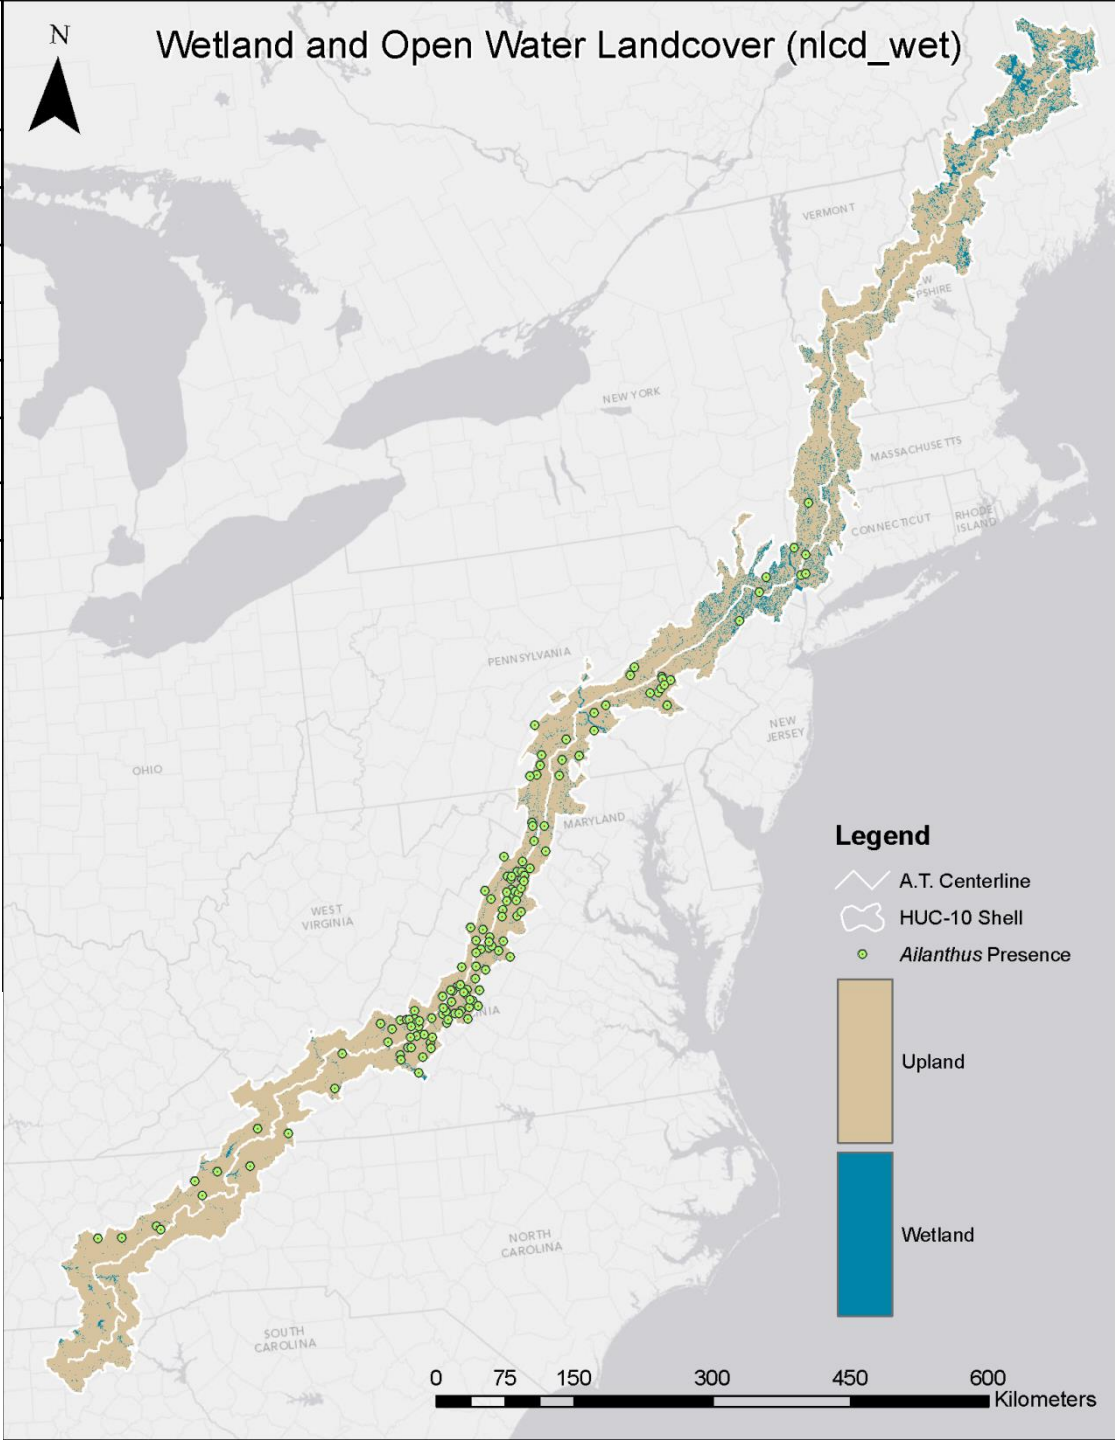 N
Wetland and Open Water Landcover (nlcd_wet)
VERMONT
W
PSHIRE
NEW YORK
MASSACHUSETTS
CONNECTICUT
RHODE
ISLAND
PENNSYLVANIA
NEW
JERSEY
OHIO
MARYLAND
WEST
VIRGINIA
NIA
NORTH
CAROLINA
SOUTH
CAROLINA
Legend
A.T. Centerline
HUC-10 Shell
Ailanthus Presence
Upland
Wetland
0 75 150 300 450 600
Kilometers